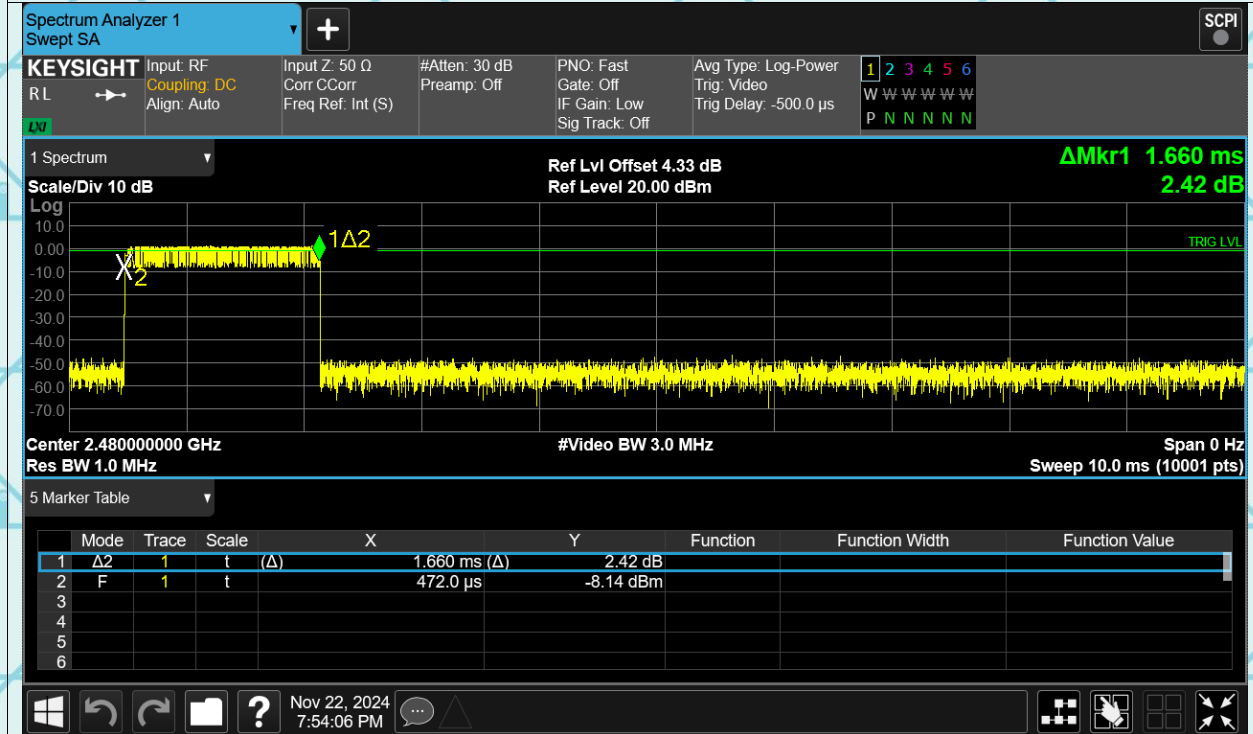 Spectrum Analyzer 1
Swept SA
+
SCPI
KEYSIGHT
R L
LXI
Input: RF
Coupling: DC
Align: Auto
Input Z: 50 Ω
Corr CCorr
Freq Ref: Int (S)
#Atten: 30 dB
Preamp: Off
PNO: Fast
Gate: Off
IF Gain: Low
Sig Track: Off
Avg Type: Log-Power
Trig: Video
Trig Delay: -500.0 µs
1 2 3 4 5 6
W W W W W W
P N N N N N
1 Spectrum
Scale/Div 10 dB
Ref Lvl Offset 4.33 dB
Ref Level 20.00 dBm
ΔMkr1 1.660 ms
2.42 dB
Log
10.0
0.00
-10.0
-20.0
-30.0
-40.0
-50.0
-60.0
-70.0
1Δ2
2
TRIG LVL
Center 2.480000000 GHz
Res BW 1.0 MHz
#Video BW 3.0 MHz
Span 0 Hz
Sweep 10.0 ms (10001 pts)
5 Marker Table
Mode Trace Scale X Y Function Function Width Function Value
1 Δ2 1 t (Δ) 1.660 ms (Δ) 2.42 dB
2 F 1 t 472.0 µs -8.14 dBm
3
4
5
6
?
Nov 22, 2024
7:54:06 PM